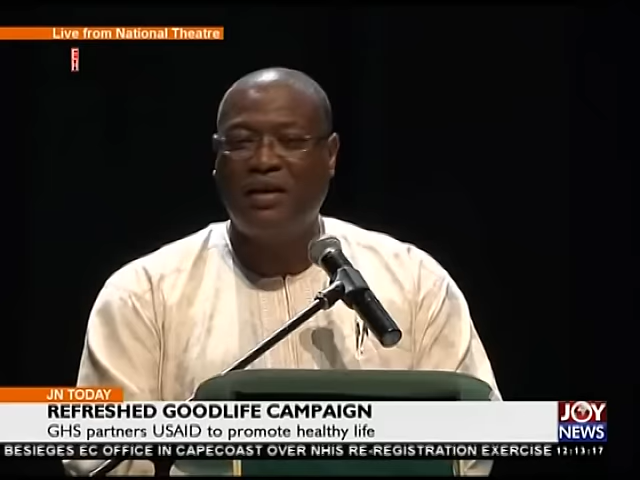 Live from National Theatre
JN TODAY
REFRESHED GOODLIFE CAMPAIGN
GHS partners USAID to promote healthy life
JOY
NEWS
BESIEGES EC OFFICE IN CAPECOAST OVER NHIS RE-REGISTRATION EXERCISE 12:13:17